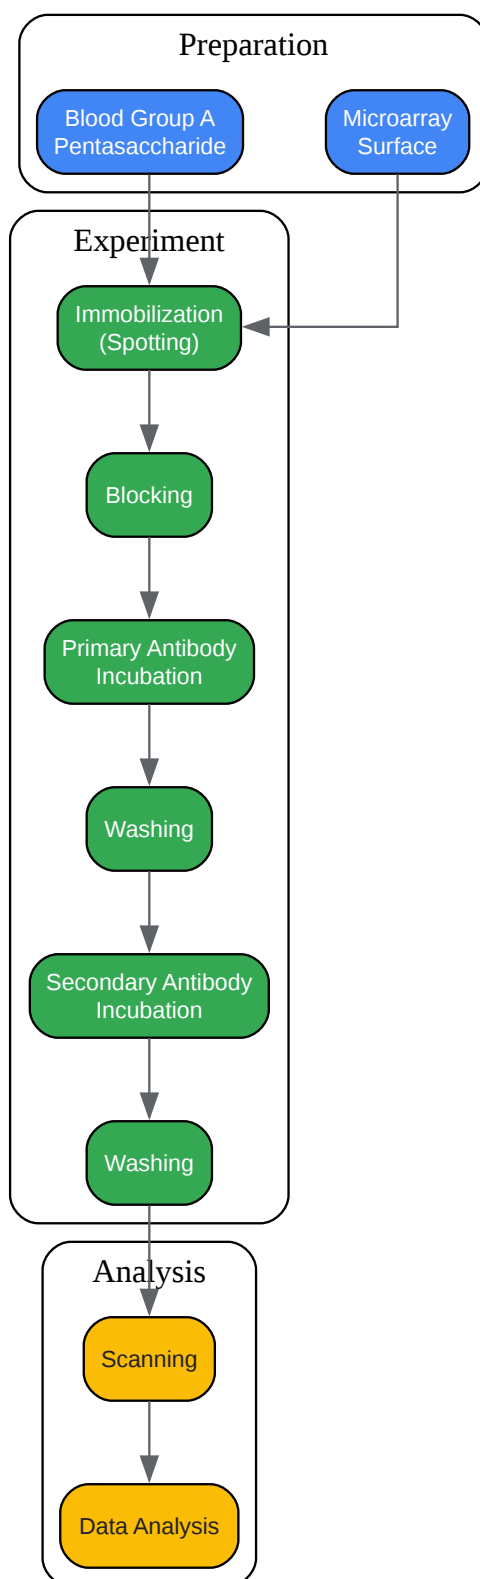 Preparation
Blood Group A
Pentasaccharide
Microarray
Surface
Experiment
Immobilization
(Spotting)
Blocking
Primary Antibody
Incubation
Washing
Secondary Antibody
Incubation
Washing
Analysis
Scanning
Data Analysis